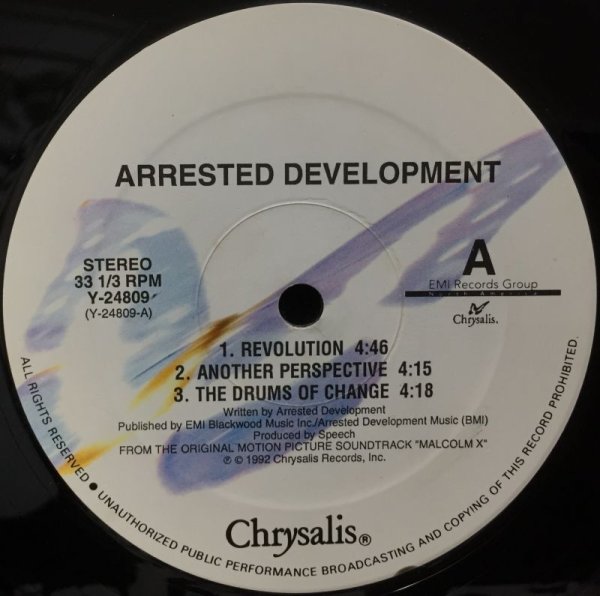 ARRESTED DEVELOPMENT
STEREO
33 1/3 RPM
Y-24809
(Y-24809-A)
A
EMI Records Group
North America
Chrysalis.
1. REVOLUTION 4:46
2. ANOTHER PERSPECTIVE 4:15
3. THE DRUMS OF CHANGE 4:18
Written by Arrested Development
Published by EMI Blackwood Music Inc./Arrested Development Music (BMI)
Produced by Speech
FROM THE ORIGINAL MOTION PICTURE SOUNDTRACK "MALCOLM X"
℗ © 1992 Chrysalis Records, Inc.
Chrysalis®
ALL RIGHTS RESERVED ● UNAUTHORIZED PUBLIC PERFORMANCE BROADCASTING AND COPYING OF THIS RECORD PROHIBITED.